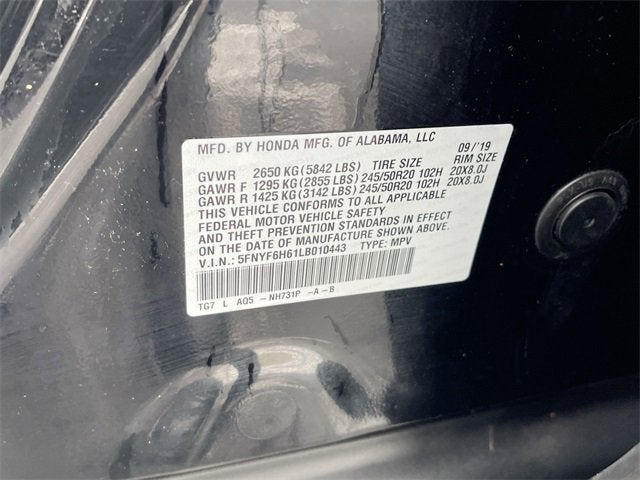 MFD. BY HONDA MFG. OF ALABAMA, LLC 09/'19
GVWR 2650 KG (5842 LBS) TIRE SIZE RIM SIZE
GAWR F 1295 KG (2855 LBS) 245/50R20 102H 20X8.0J
GAWR R 1425 KG (3142 LBS) 245/50R20 102H 20X8.0J
THIS VEHICLE CONFORMS TO ALL APPLICABLE
FEDERAL MOTOR VEHICLE SAFETY
AND THEFT PREVENTION STANDARDS IN EFFECT
ON THE DATE OF MANUFACTURE SHOWN ABOVE.
V.I.N.: 5FNYF6H61LB010443 TYPE: MPV
TG7 L AQ5 -NH731P -A-B